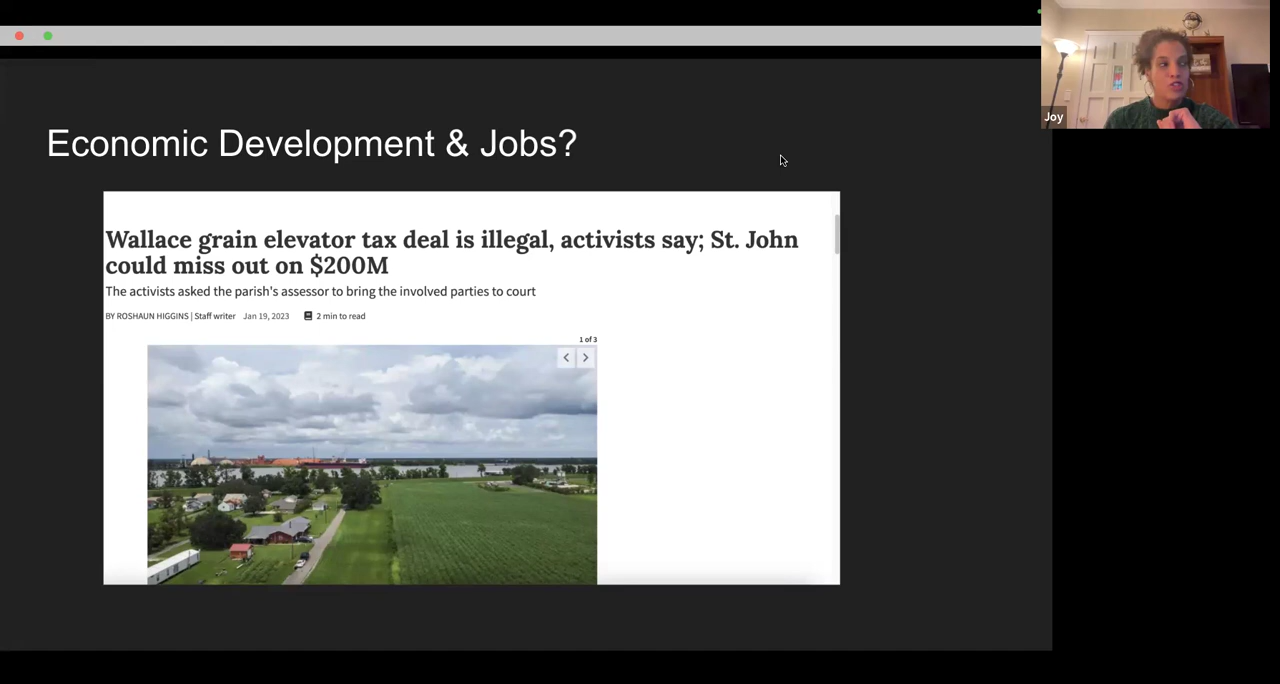 Economic Development & Jobs?
Wallace grain elevator tax deal is illegal, activists say; St. John
could miss out on $200M
The activists asked the parish's assessor to bring the involved parties to court
BY ROSHAUN HIGGINS | Staff writer Jan 19, 2023 2 min to read
1 of 3
Joy